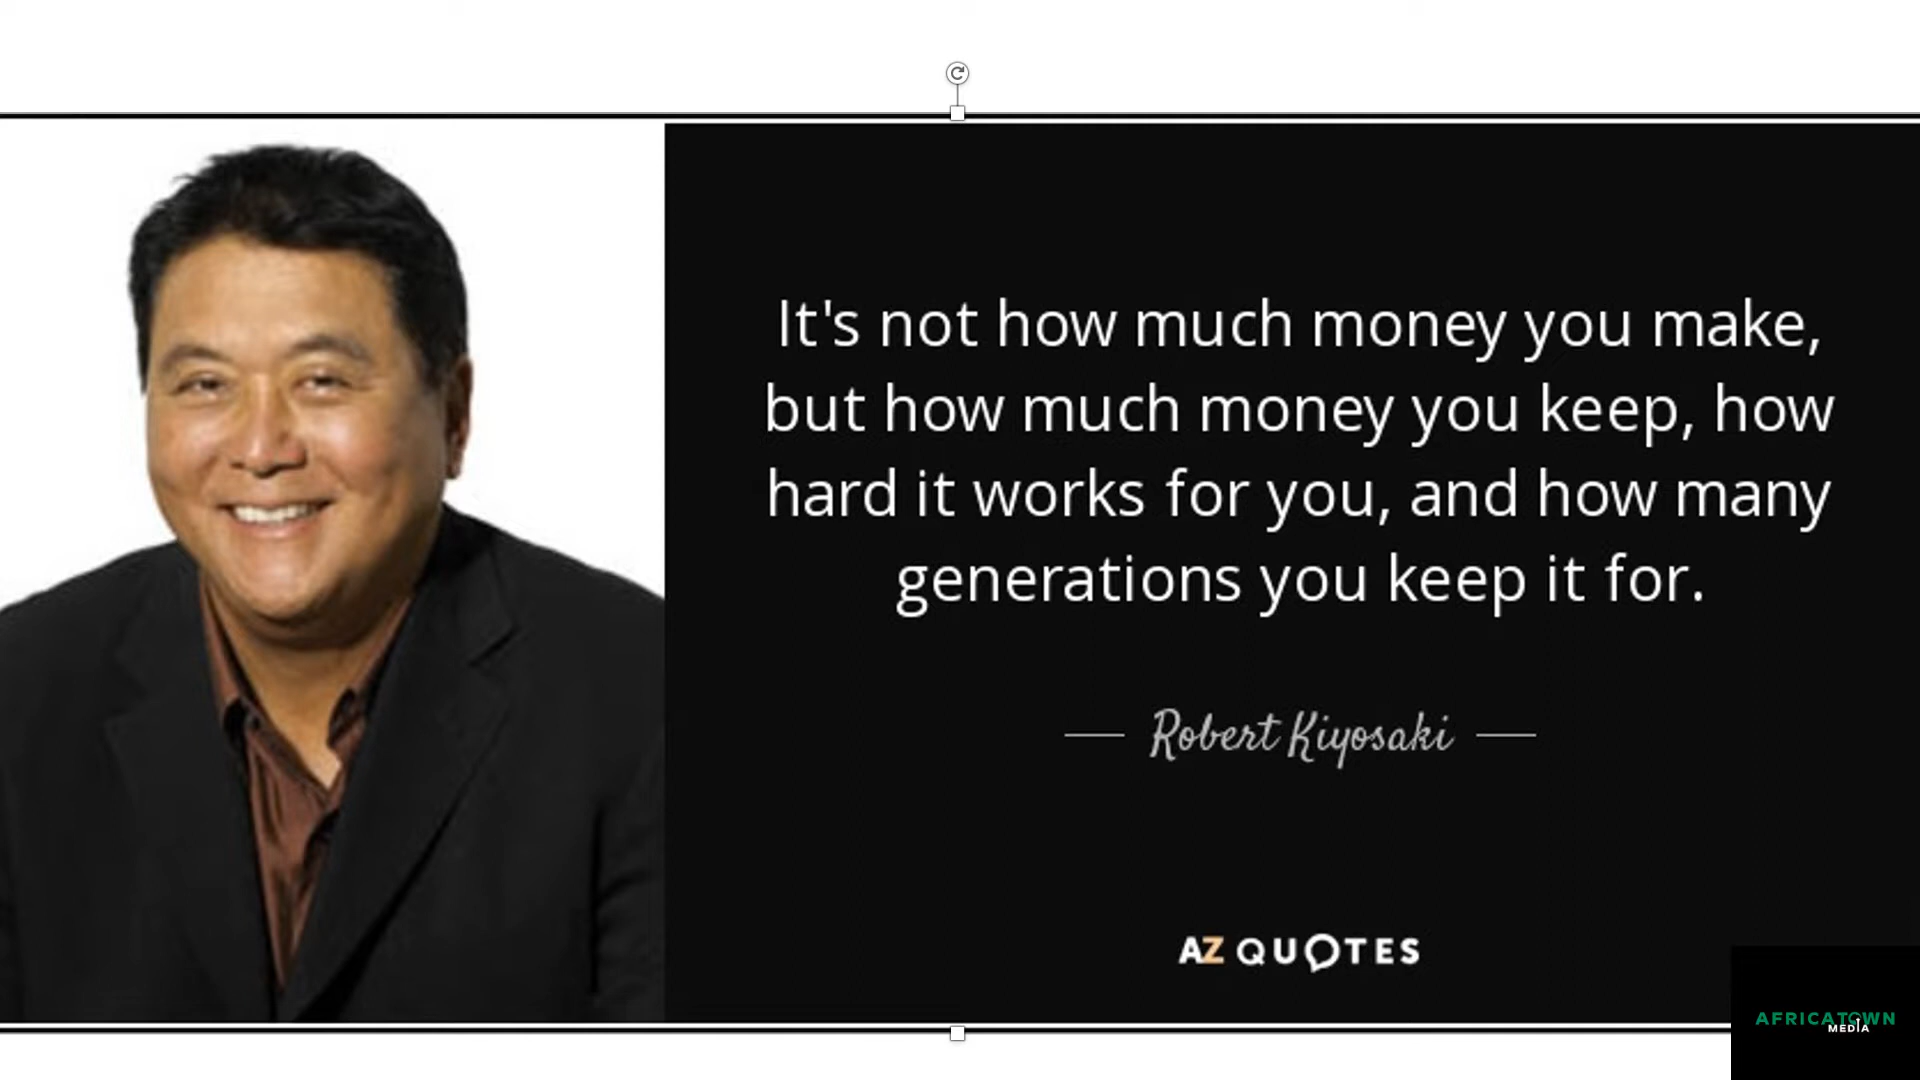 It's not how much money you make,
but how much money you keep, how
hard it works for you, and how many
generations you keep it for.
Robert Kiyosaki
AZ QUOTES
AFRICATOWN
MEDIA